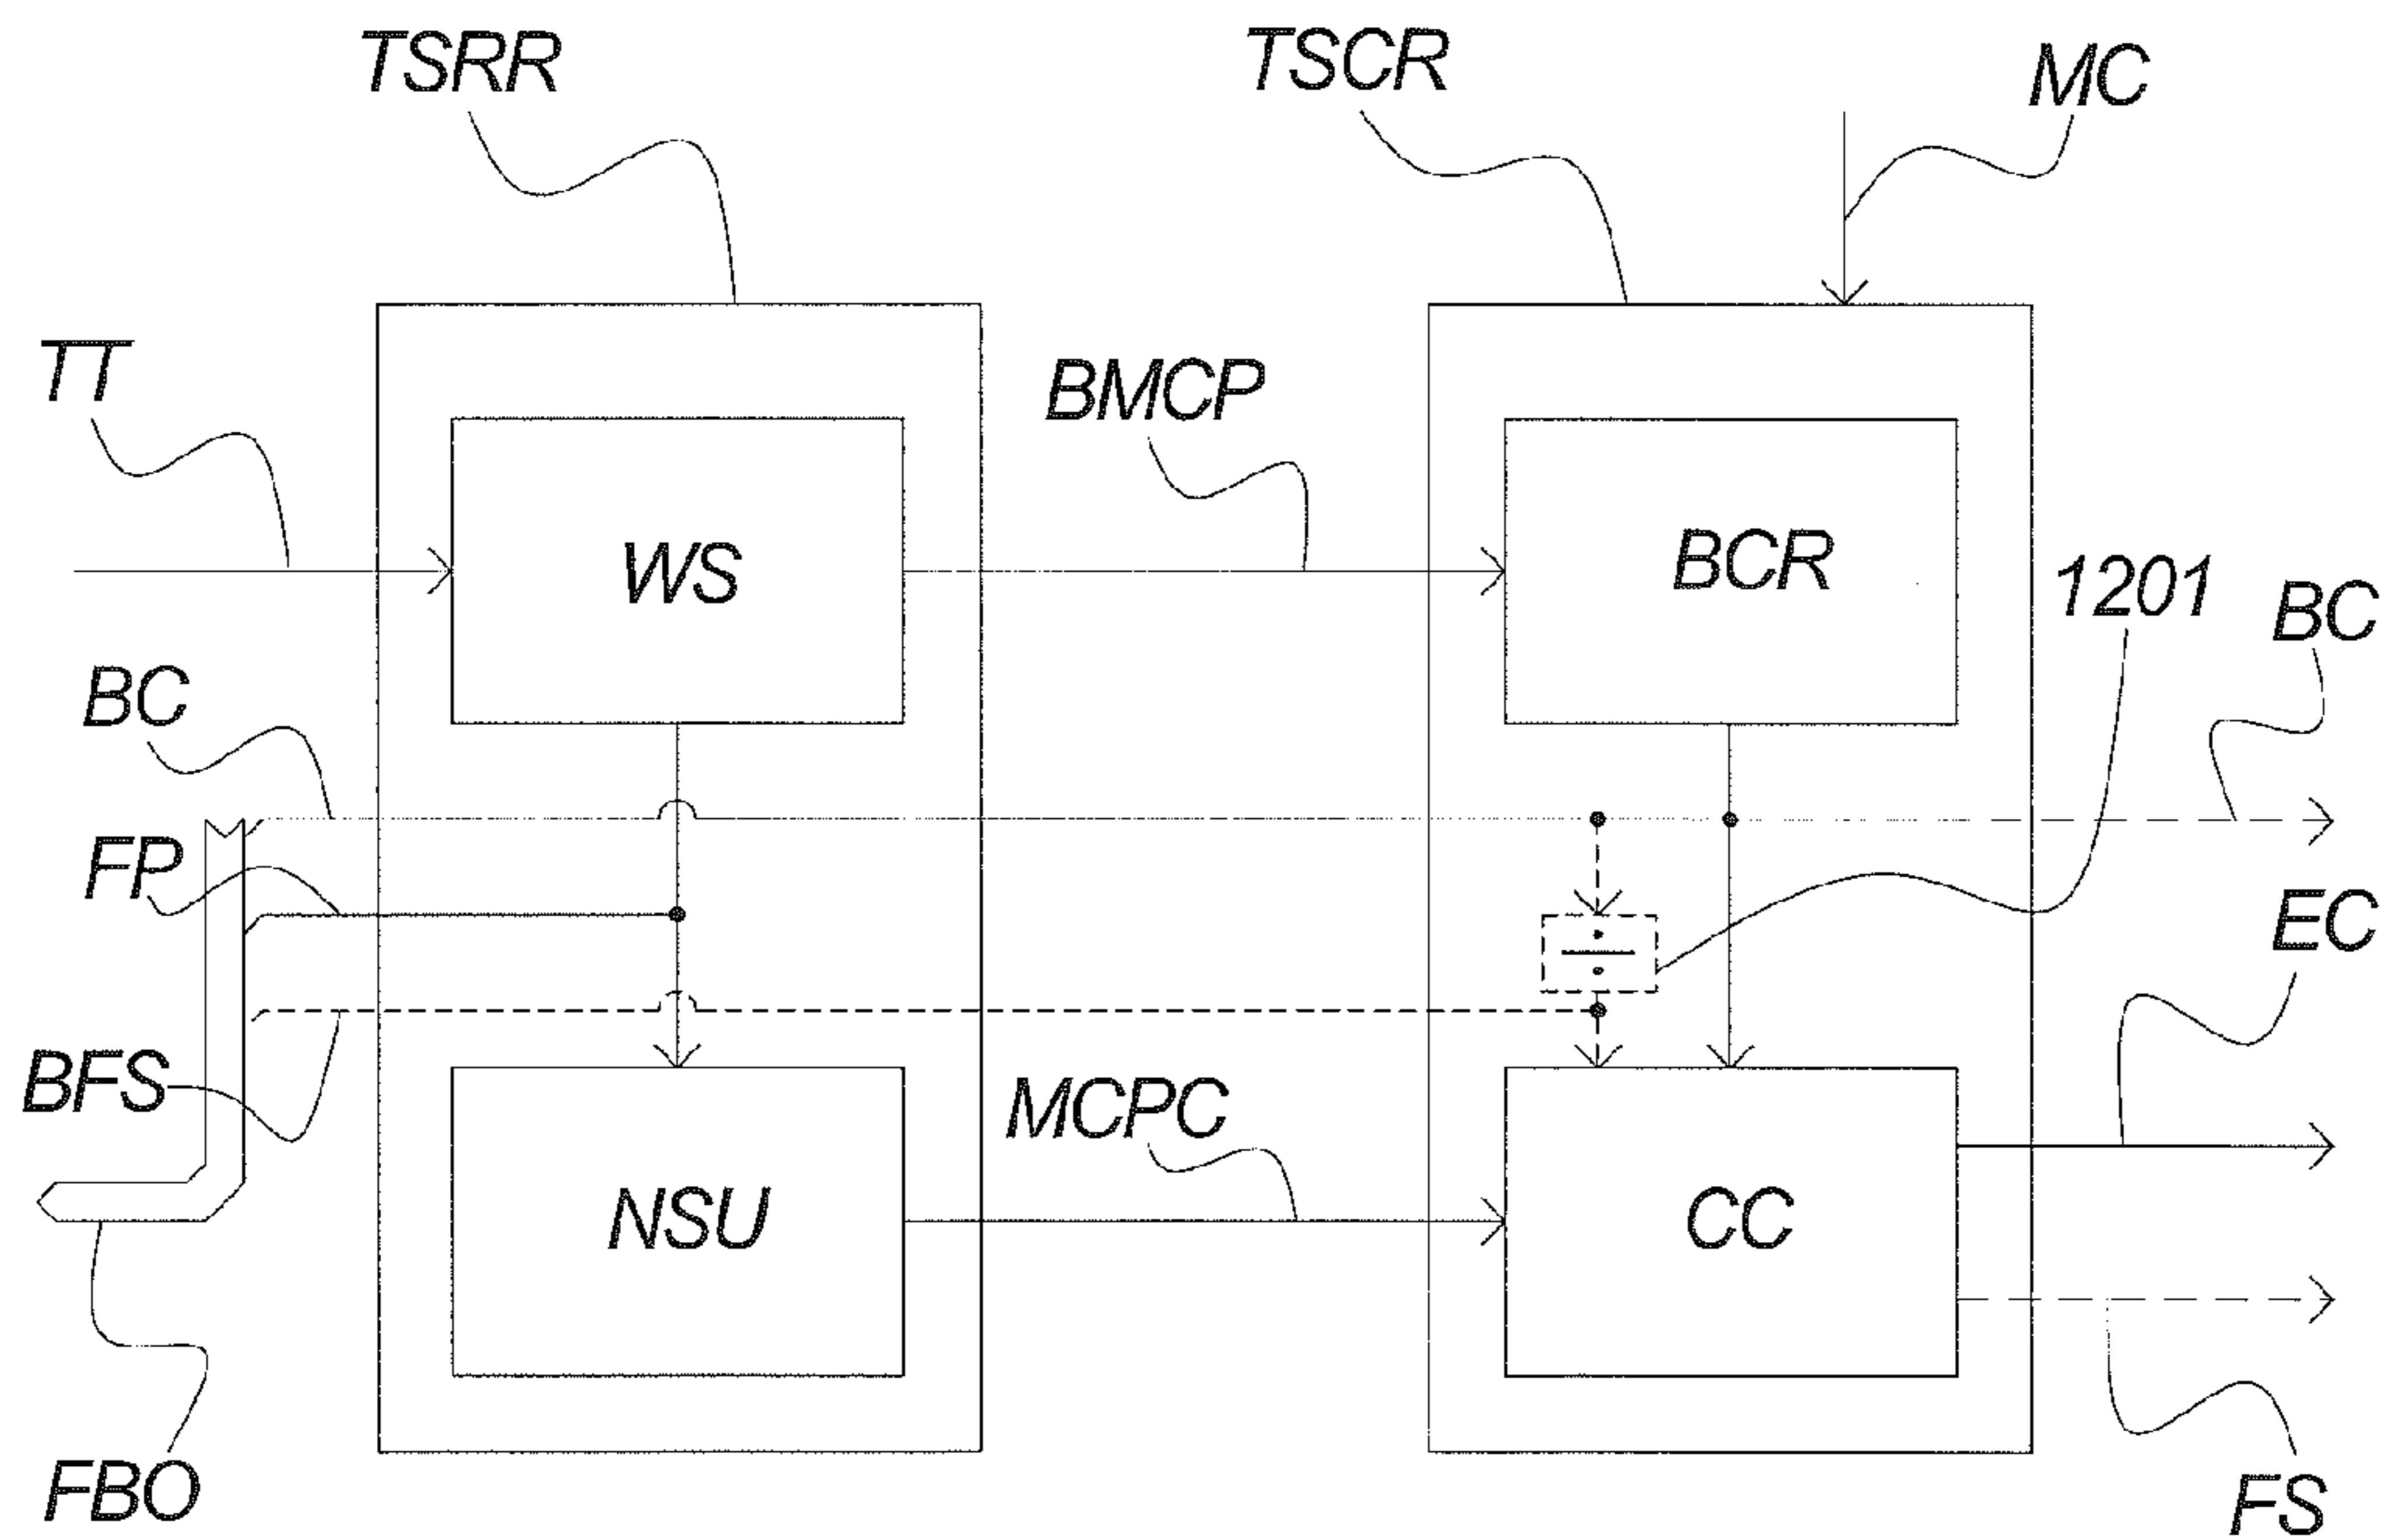 TSRR
TSCR
MC
TT
BMCP
WS
BCR
1201
BC
BC
FP
EC
BFS
MCPC
NSU
CC
FBO
FS